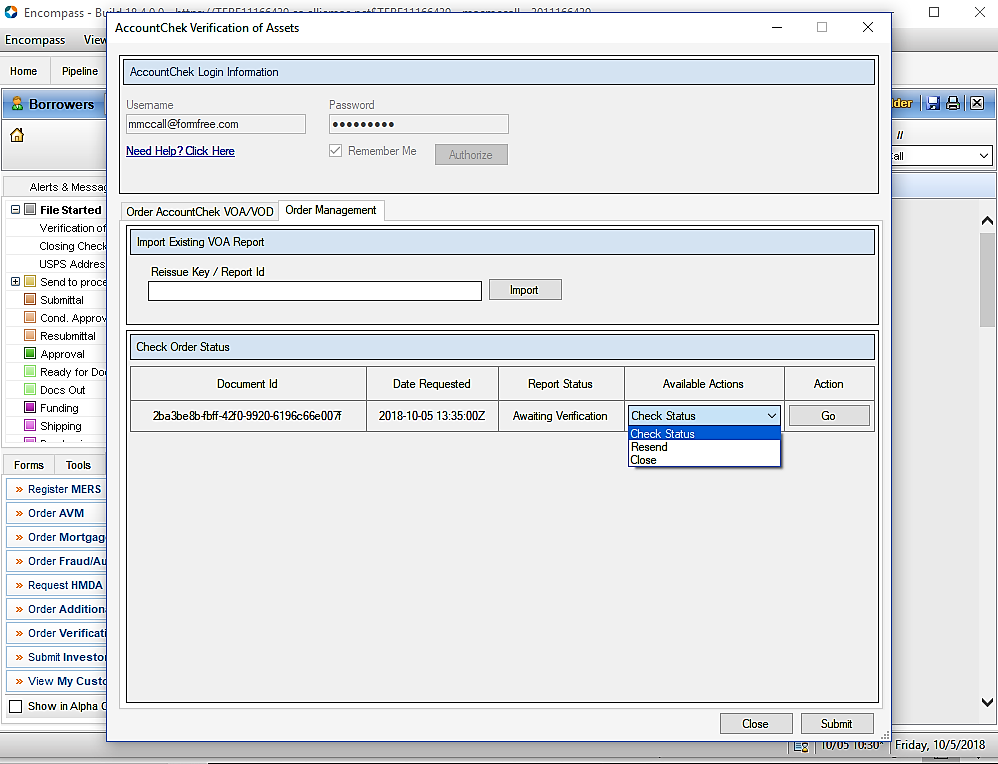 Encompass - Build 18.4.0.0 - https://TEBE11166430
AccountChek Verification of Assets
Encompass View
Home Pipeline
Borrowers
Alerts & Messag
File Started
Verification of
Closing Check
USPS Addres
Send to proce
Submittal
Cond. Approv
Resubmittal
Approval
Ready for Do
Docs Out
Funding
Shipping
Forms Tools
Register MERS
Order AVM
Order Mortgag
Order Fraud/Au
Request HMDA
Order Additiona
Order Verificati
Submit Investo
View My Custo
Show in Alpha
AccountChek Login Information
Username Password
mmccall@formfree.com
Need Help? Click Here
Remember Me
Authorize
Order AccountChek VOA/VOD
Order Management
Import Existing VOA Report
Reissue Key / Report Id
Import
Check Order Status
Document Id Date Requested Report Status Available Actions Action
2ba3be8b-fbff-42f0-9920-6196c66e007f 2018-10-05 13:35:00Z Awaiting Verification Check Status Go
Check Status
Resend
Close
Close Submit
lder
//
all
10/05 10:30
Friday, 10/5/2018